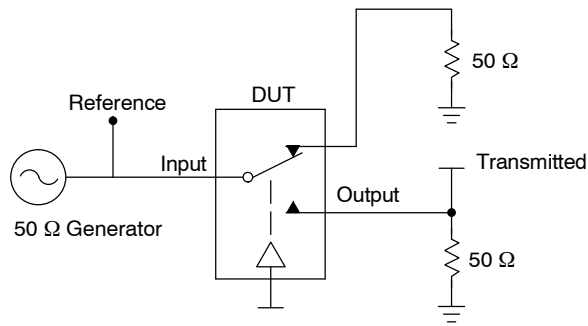 50 Ω
DUT
Reference
Input
Transmitted
Output
50 Ω Generator
50 Ω